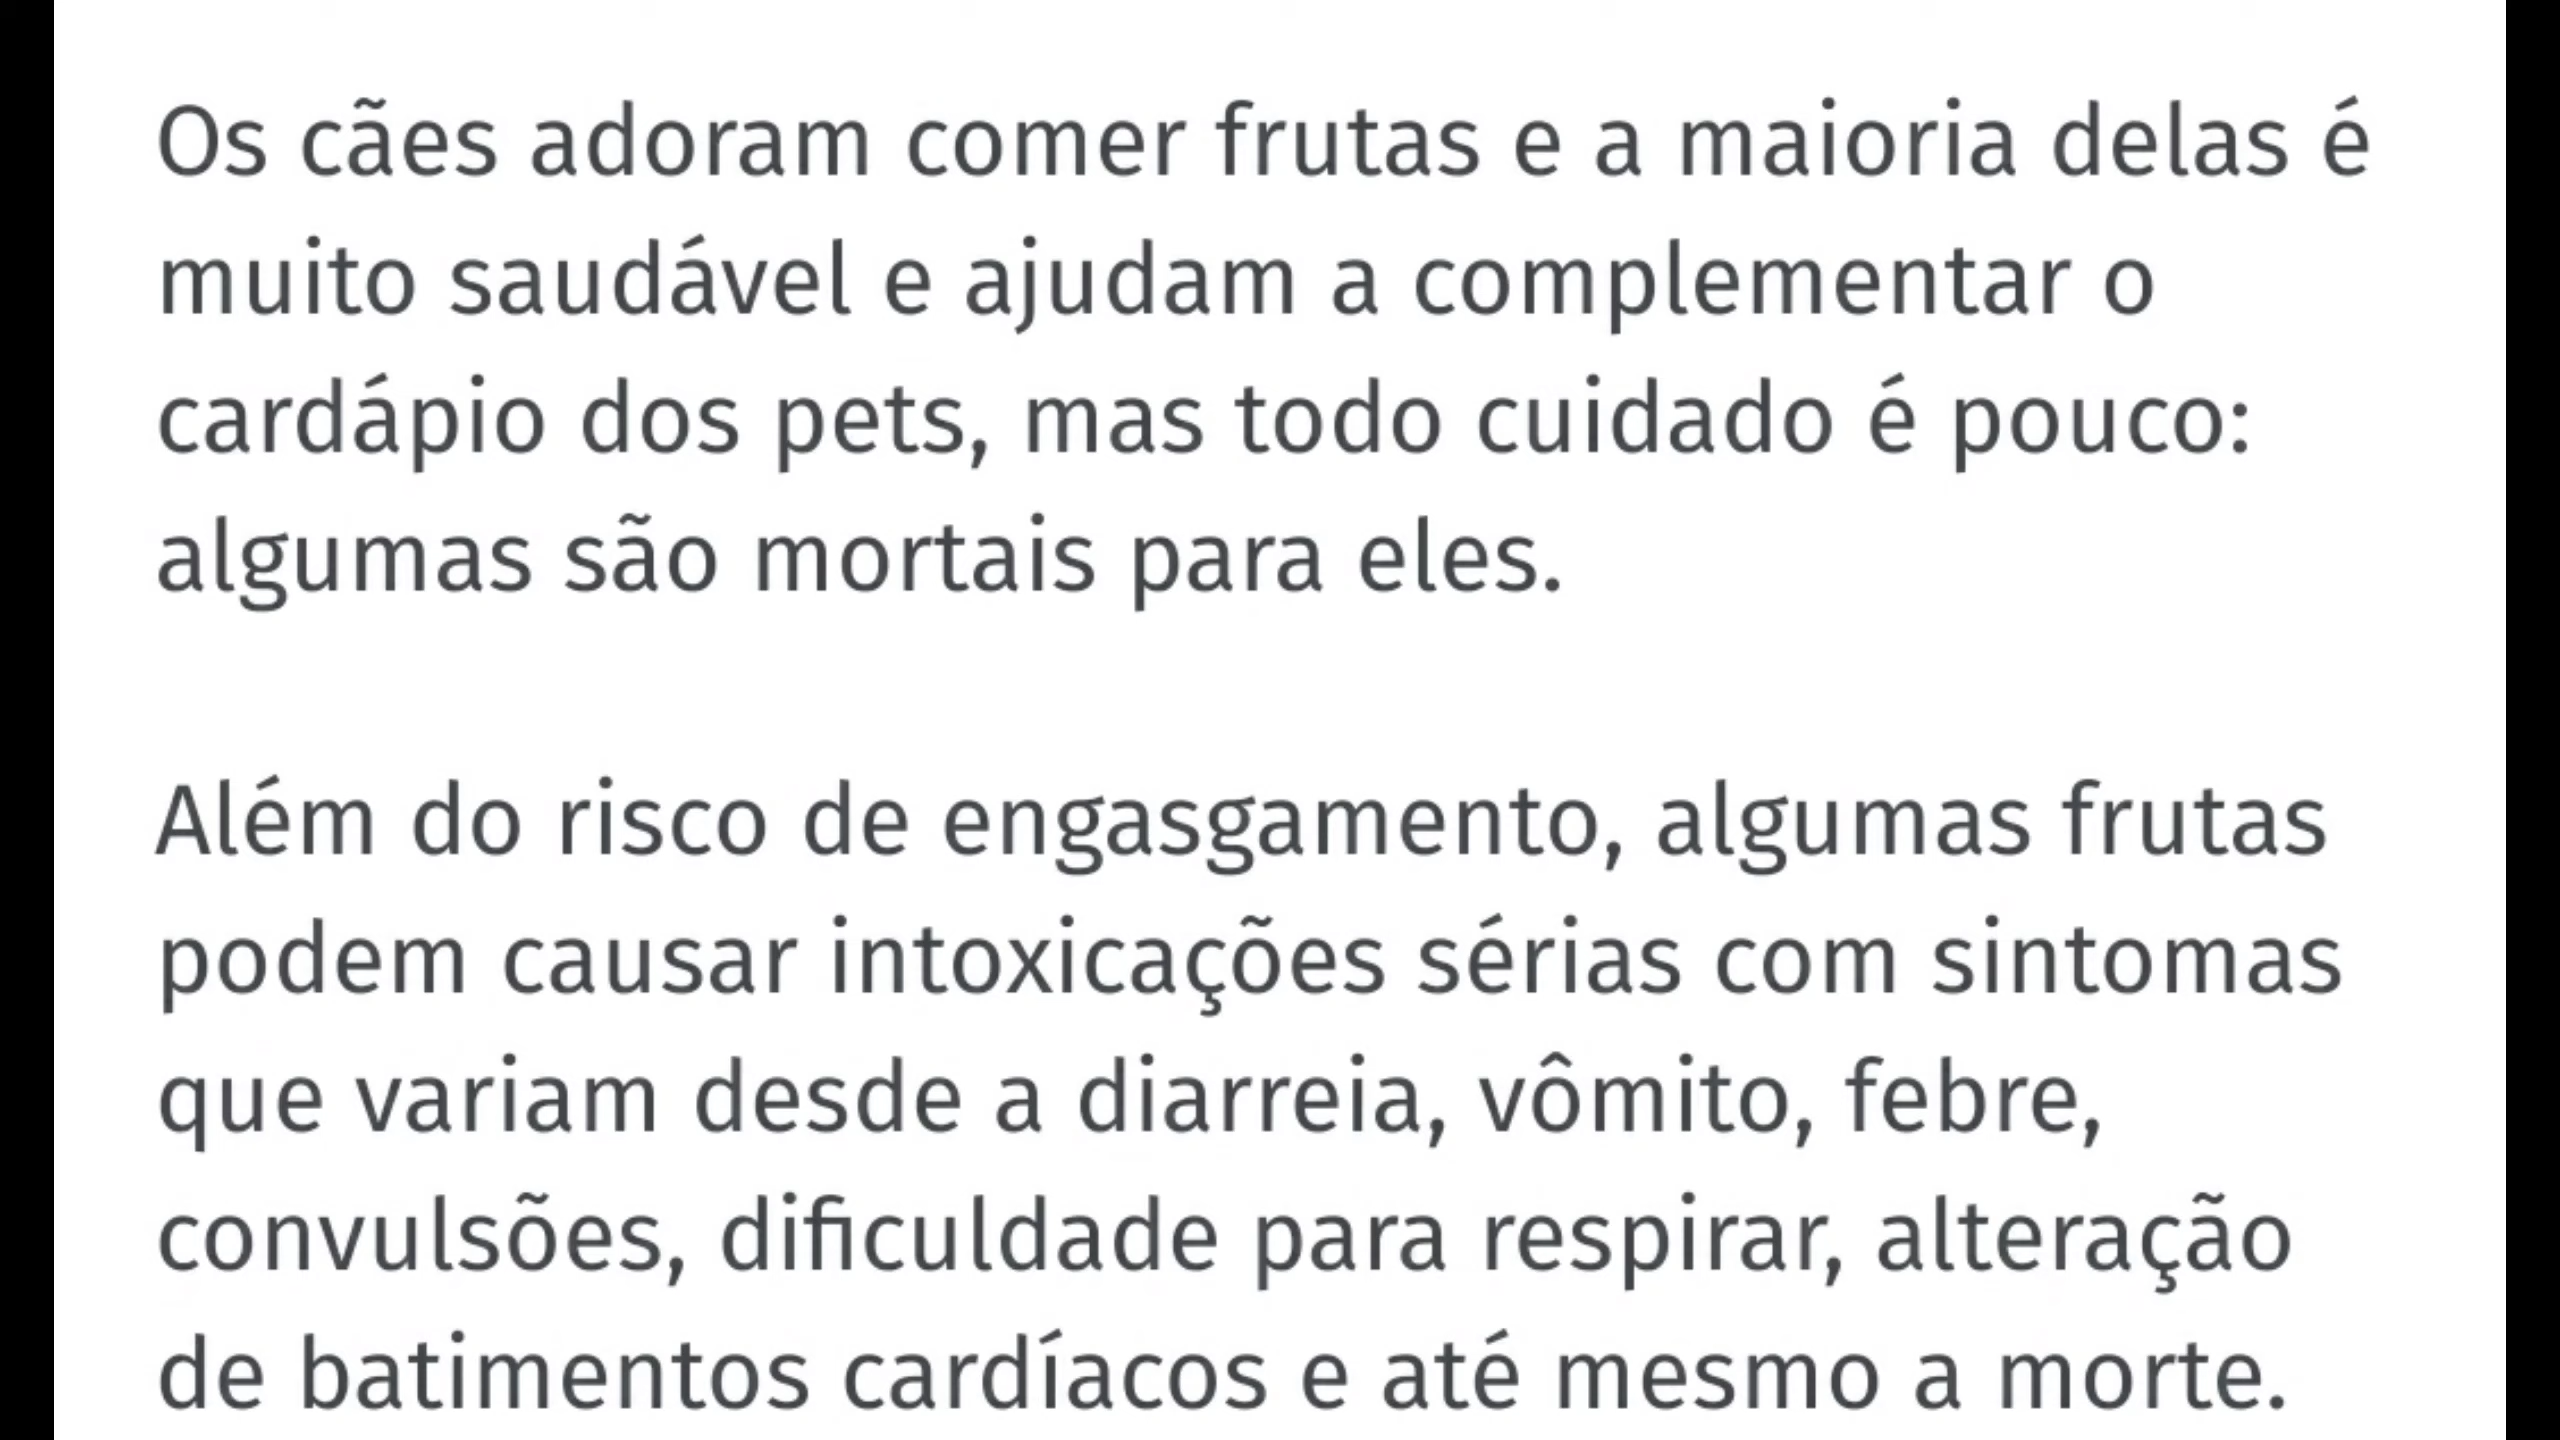 Os cães adoram comer frutas e a maioria delas é
muito saudável e ajudam a complementar o
cardápio dos pets, mas todo cuidado é pouco:
algumas são mortais para eles.
Além do risco de engasgamento, algumas frutas
podem causar intoxicações sérias com sintomas
que variam desde a diarreia, vômito, febre,
convulsões, dificuldade para respirar, alteração
de batimentos cardíacos e até mesmo a morte.